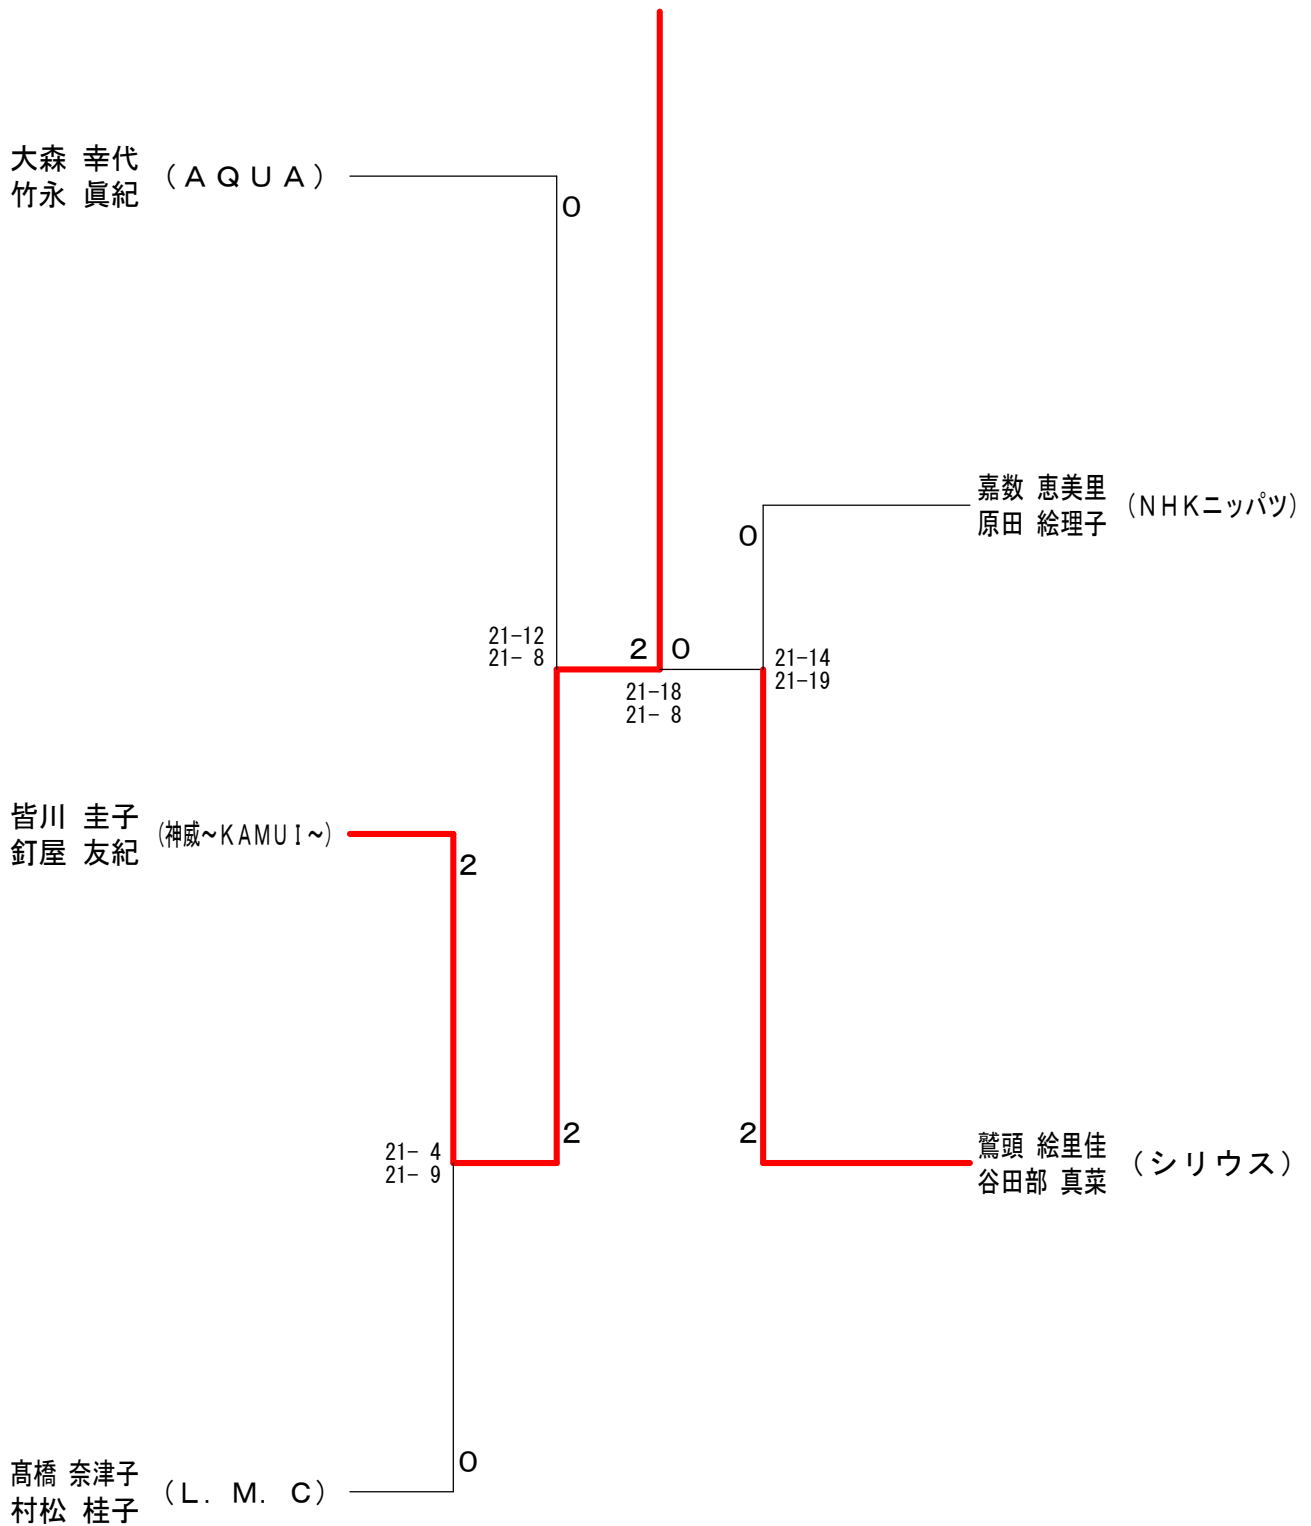 大森 幸代
竹永 眞紀
(ＡＱＵＡ)
0
嘉数 恵美里
原田 絵理子
(ＮＨＫニッパツ)
0
21-12
21- 8
2
0
21-14
21-19
21-18
21- 8
皆川 圭子
釘屋 友紀
(神威～ＫＡＭＵＩ～)
2
21- 4
21- 9
2
2
鷲頭 絵里佳
谷田部 真菜
(シリウス)
髙橋 奈津子
村松 桂子
(Ｌ．Ｍ．Ｃ)
0